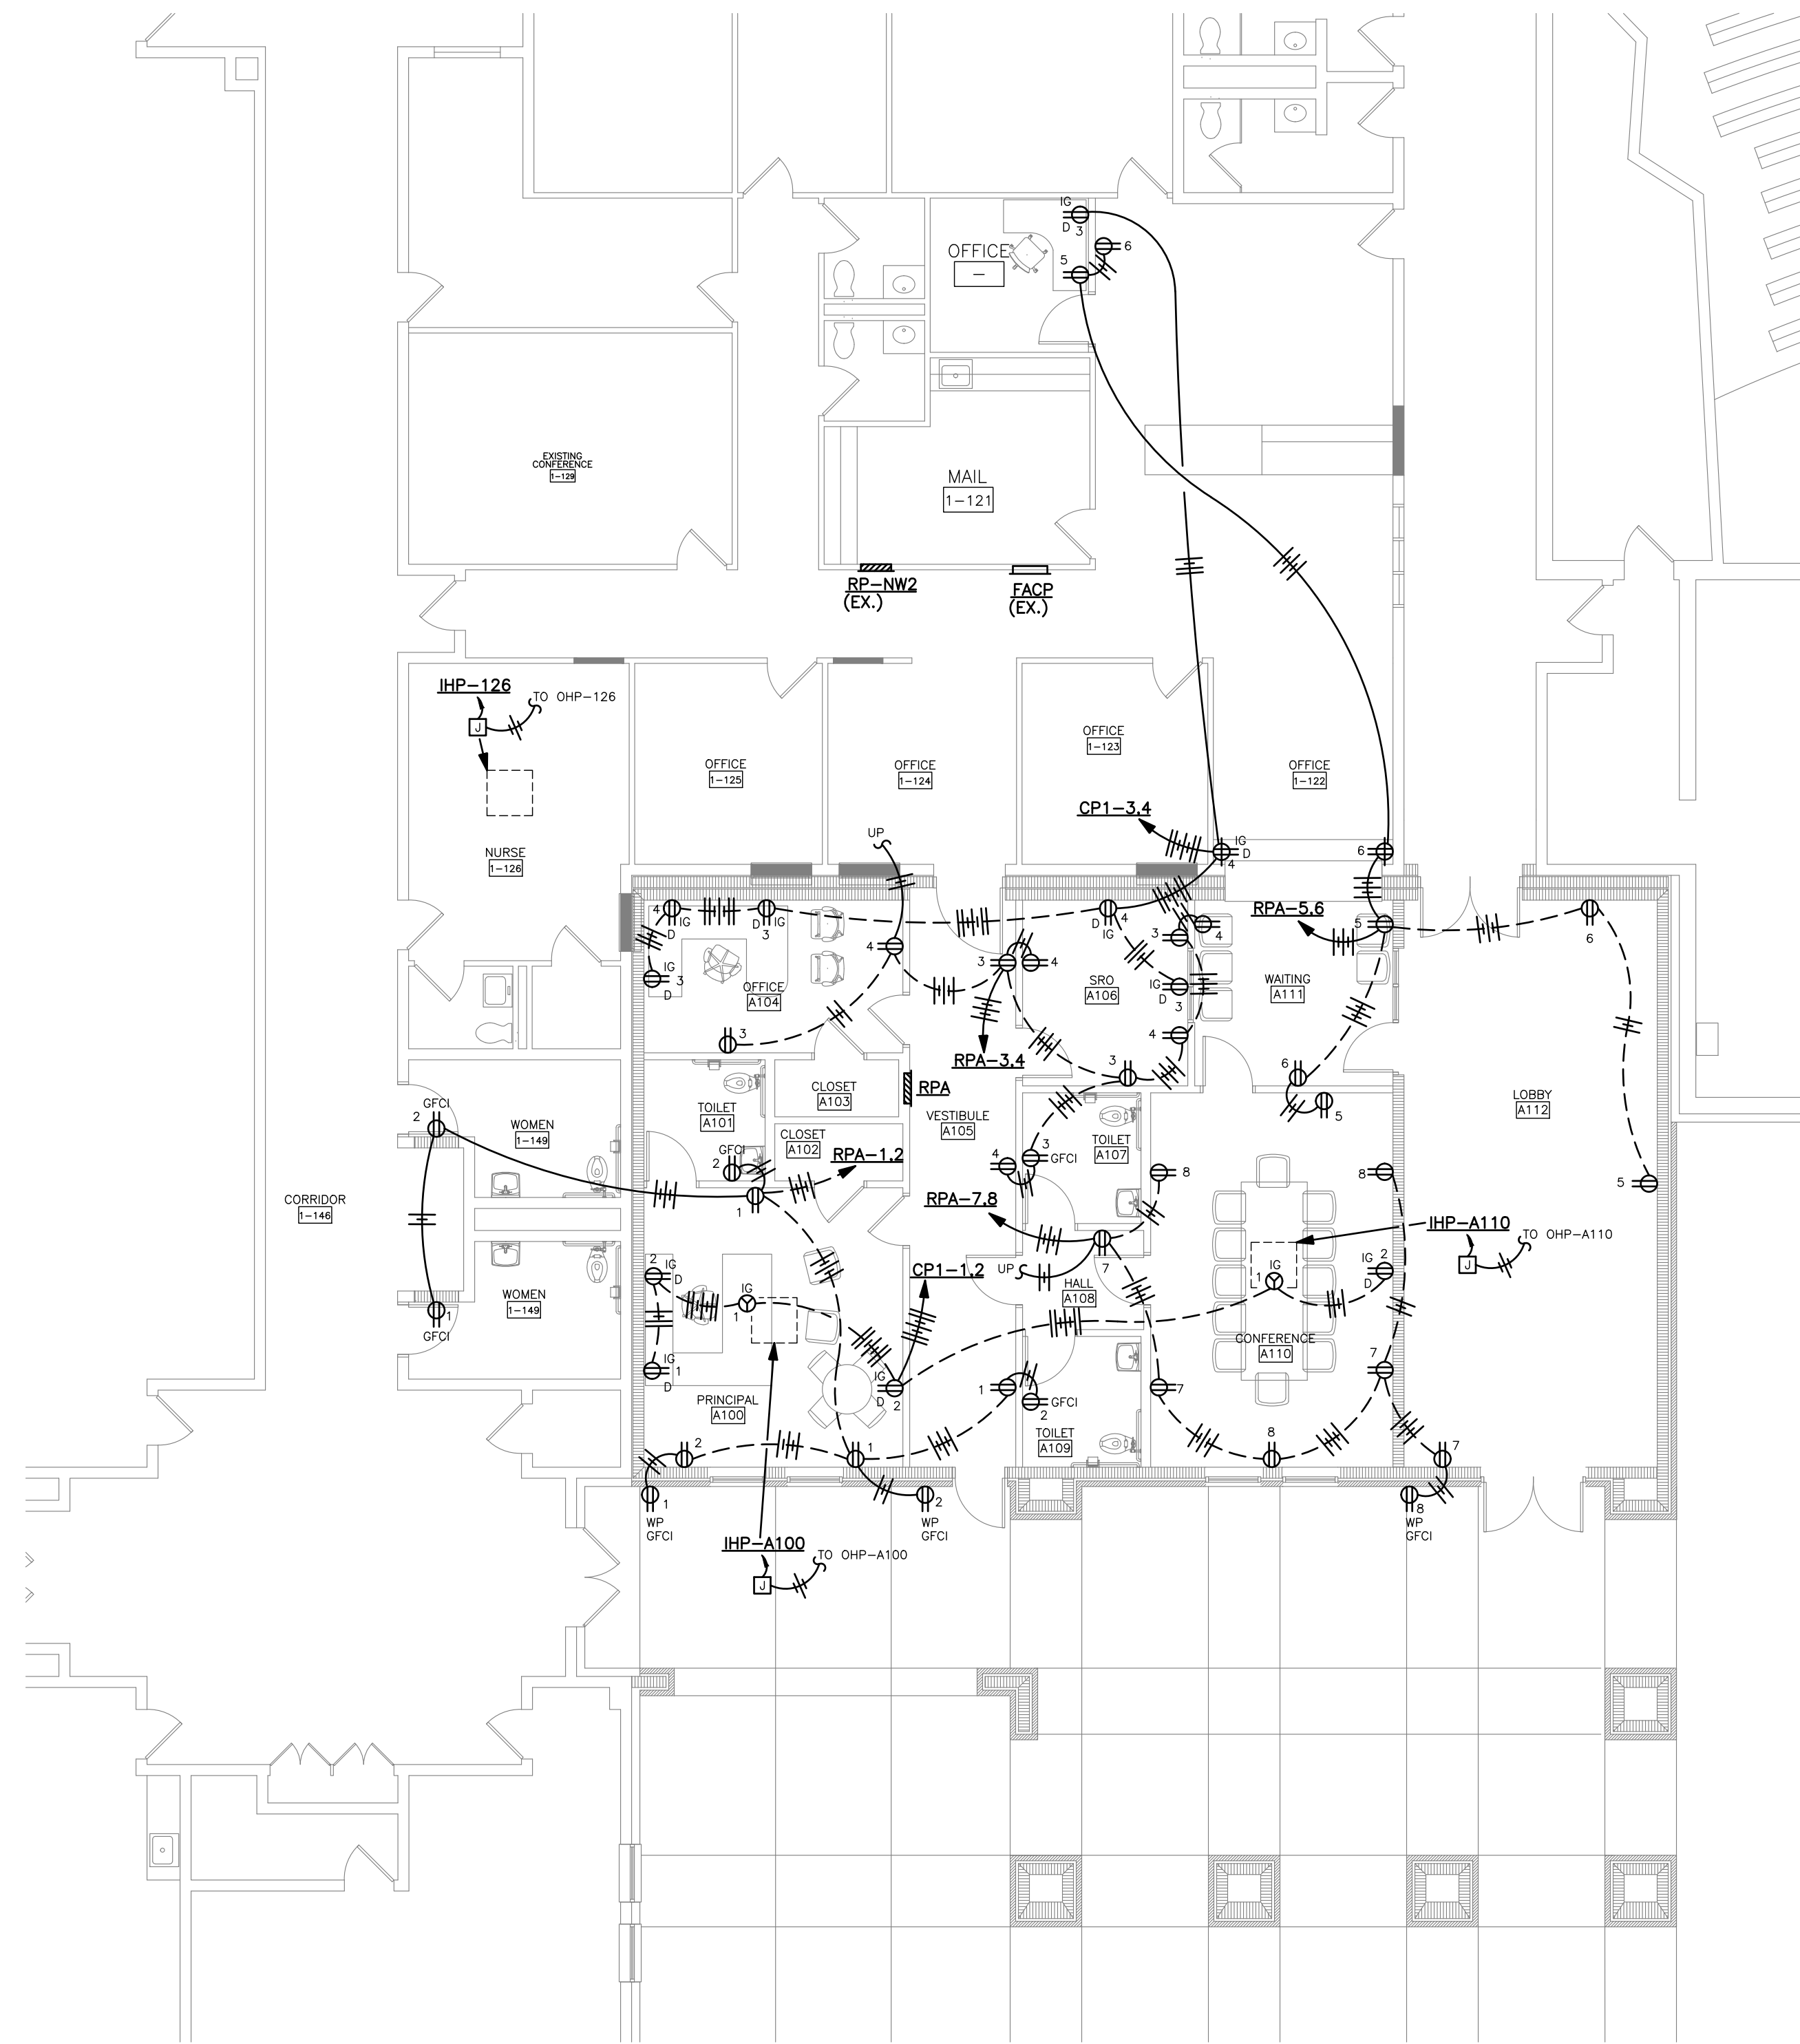 IG
D
3
OFFICE
—
6
5
EXISTING
CONFERENCE
1-129
MAIL
1-121
RP-NW2
(EX.)
FACP
(EX.)
IHP-126
TO OHP-126
J
OFFICE
1-123
OFFICE
1-125
OFFICE
1-124
OFFICE
1-122
CP1-3,4
UP
NURSE
1-126
IG
D
4
6
4
IG
D
D
IG
3
4
D
IG
RPA-5,6
5
6
3
4
4
3
4
IG
3
D
OFFICE
A104
SRO
A106
IG
D
3
WAITING
A111
3
4
RPA-3,4
3
6
CLOSET
A103
RPA
TOILET
A101
VESTIBULE
A105
LOBBY
A112
5
GFCI
2
WOMEN
1-149
CLOSET
A102
TOILET
A107
GFCI
2
RPA-1,2
4
3
GFCI
8
8
5
CORRIDOR
1-146
1
RPA-7,8
IHP-A110
TO OHP-A110
J
7
UP
HALL
A108
CP1-1,2
2
IG
D
IG
1
IG
1
2
IG
D
WOMEN
1-149
1
GFCI
CONFERENCE
A110
IG
1
D
IG
D
2
7
PRINCIPAL
A100
1
GFCI
2
7
TOILET
A109
2
1
8
7
1
WP
GFCI
2
WP
GFCI
8
WP
GFCI
IHP-A100
TO OHP-A100
J